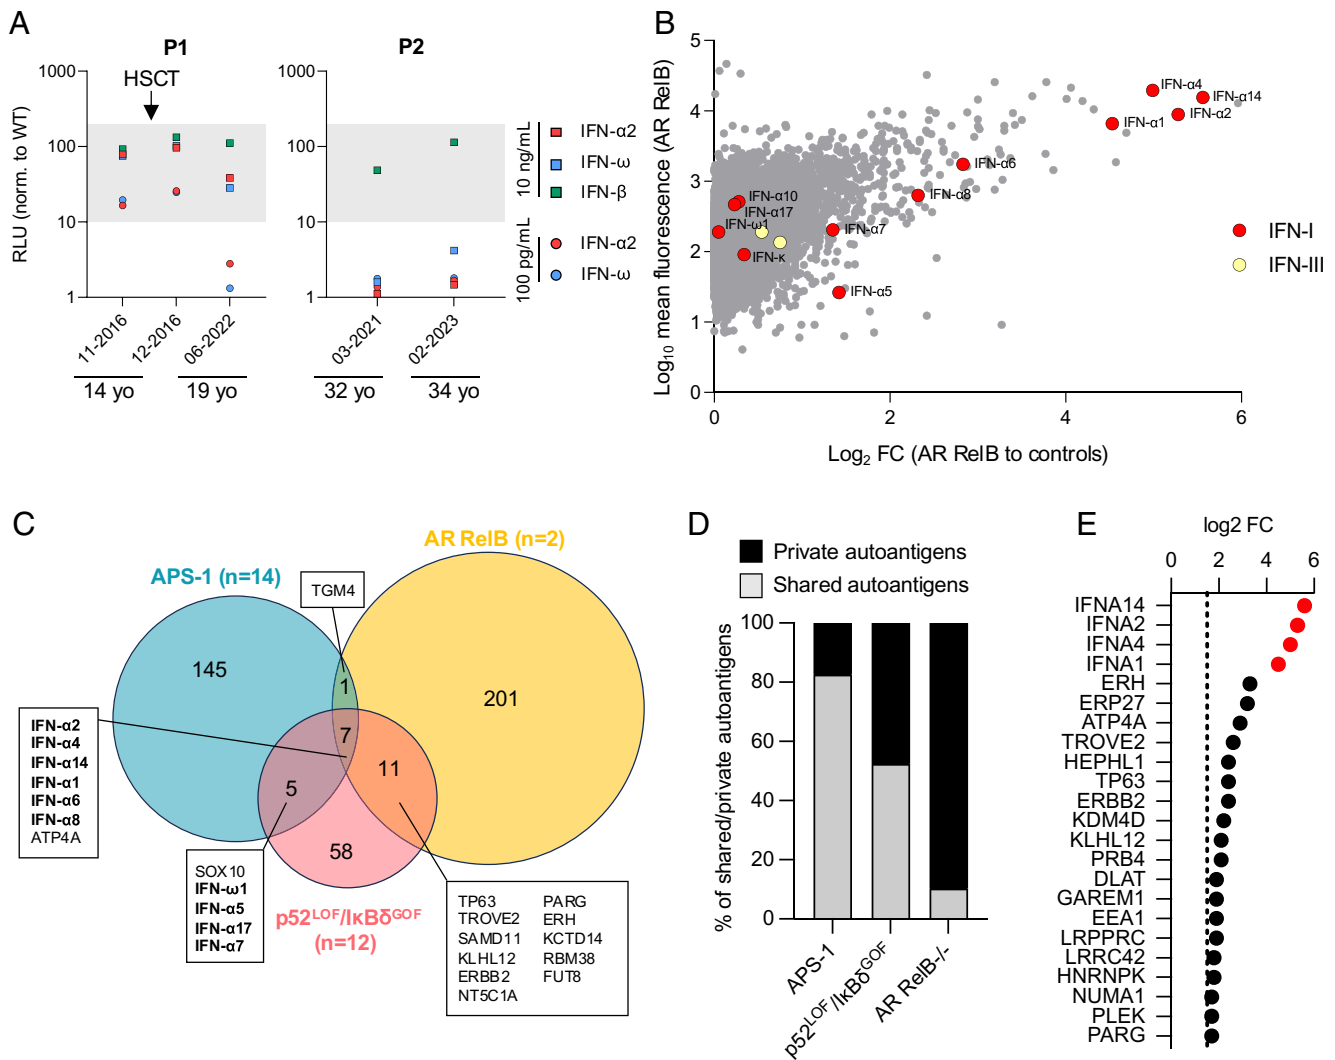 A
P1
P2
RLU (norm. to WT)
1000
100
10
1
HSCT
11-2016
12-2016
06-2022
14 yo
19 yo
1000
100
10
1
03-2021
02-2023
32 yo
34 yo
10 ng/mL
IFN-α2
IFN-ω
IFN-β
100 pg/mL
IFN-α2
IFN-ω
B
Log10 mean fluorescence (AR RelB)
5
4
3
2
1
0
0
2
4
6
Log2 FC (AR RelB to controls)
IFN-α4
IFN-α14
IFN-α2
IFN-α1
IFN-α6
IFN-α8
IFN-α10
IFN-α17
IFN-ω1
IFN-α7
IFN-κ
IFN-α5
IFN-I
IFN-III
C
AR RelB (n=2)
APS-1 (n=14)
TGM4
145
1
201
7
11
5
58
IFN-α2
IFN-α4
IFN-α14
IFN-α1
IFN-α6
IFN-α8
ATP4A
SOX10
IFN-ω1
IFN-α5
IFN-α17
IFN-α7
p52LOF/IκBδGOF
(n=12)
TP63 PARG
TROVE2 ERH
SAMD11 KCTD14
KLHL12 RBM38
ERBB2 FUT8
NT5C1A
D
Private autoantigens
Shared autoantigens
% of shared/private autoantigens
100
80
60
40
20
0
APS-1
p52LOF/IκBδGOF
AR RelB-/-
E
log2 FC
0 2 4 6
IFNA14
IFNA2
IFNA4
IFNA1
ERH
ERP27
ATP4A
TROVE2
HEPHL1
TP63
ERBB2
KDM4D
KLHL12
PRB4
DLAT
GAREM1
EEA1
LRPPRC
LRRC42
HNRNPK
NUMA1
PLEK
PARG